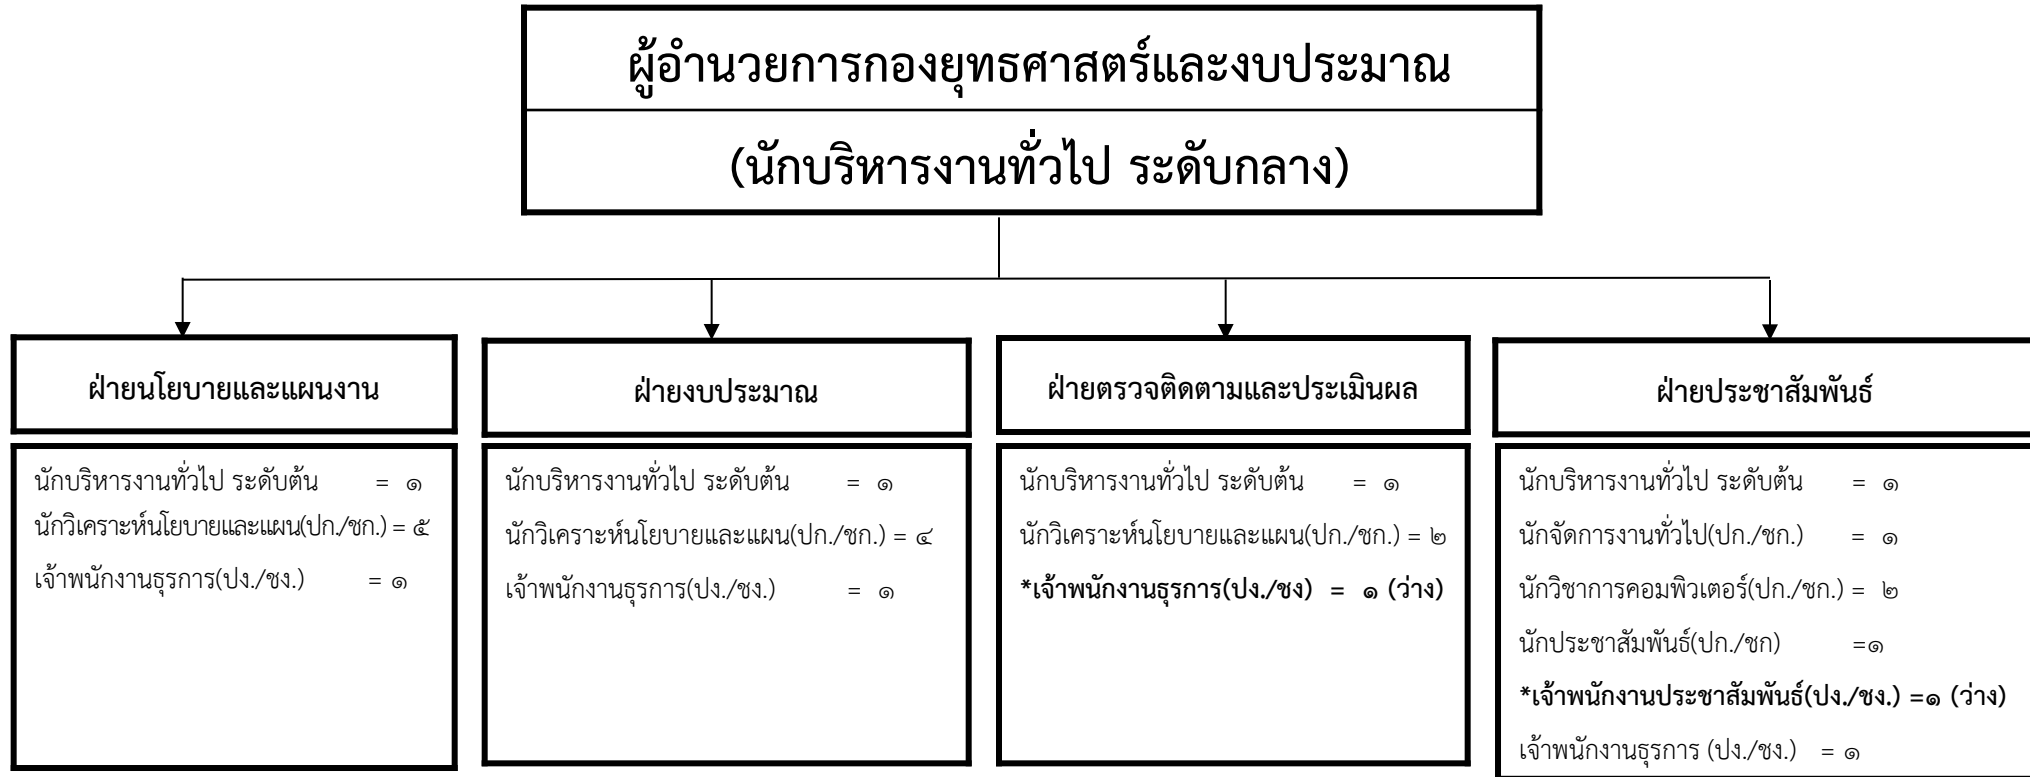 ผู้อำนวยการกองยุทธศาสตร์และงบประมาณ
(นักบริหารงานทั่วไป ระดับกลาง)
ฝ่ายนโยบายและแผนงาน
นักบริหารงานทั่วไป ระดับต้น = ๑
นักวิเคราะห์นโยบายและแผน(ปก./ชก.) = ๕
เจ้าพนักงานธุรการ(ปง./ชง.) = ๑
ฝ่ายงบประมาณ
นักบริหารงานทั่วไป ระดับต้น = ๑
นักวิเคราะห์นโยบายและแผน(ปก./ชก.) = ๔
เจ้าพนักงานธุรการ(ปง./ชง.) = ๑
ฝ่ายตรวจติดตามและประเมินผล
นักบริหารงานทั่วไป ระดับต้น = ๑
นักวิเคราะห์นโยบายและแผน(ปก./ชก.) = ๒
*เจ้าพนักงานธุรการ(ปง./ชง) = ๑ (ว่าง)
ฝ่ายประชาสัมพันธ์
นักบริหารงานทั่วไป ระดับต้น = ๑
นักจัดการงานทั่วไป(ปก./ชก.) = ๑
นักวิชาการคอมพิวเตอร์(ปก./ชก.) = ๒
นักประชาสัมพันธ์(ปก./ชก) =๑
*เจ้าพนักงานประชาสัมพันธ์(ปง./ชง.) =๑ (ว่าง)
เจ้าพนักงานธุรการ (ปง./ชง.) = ๑